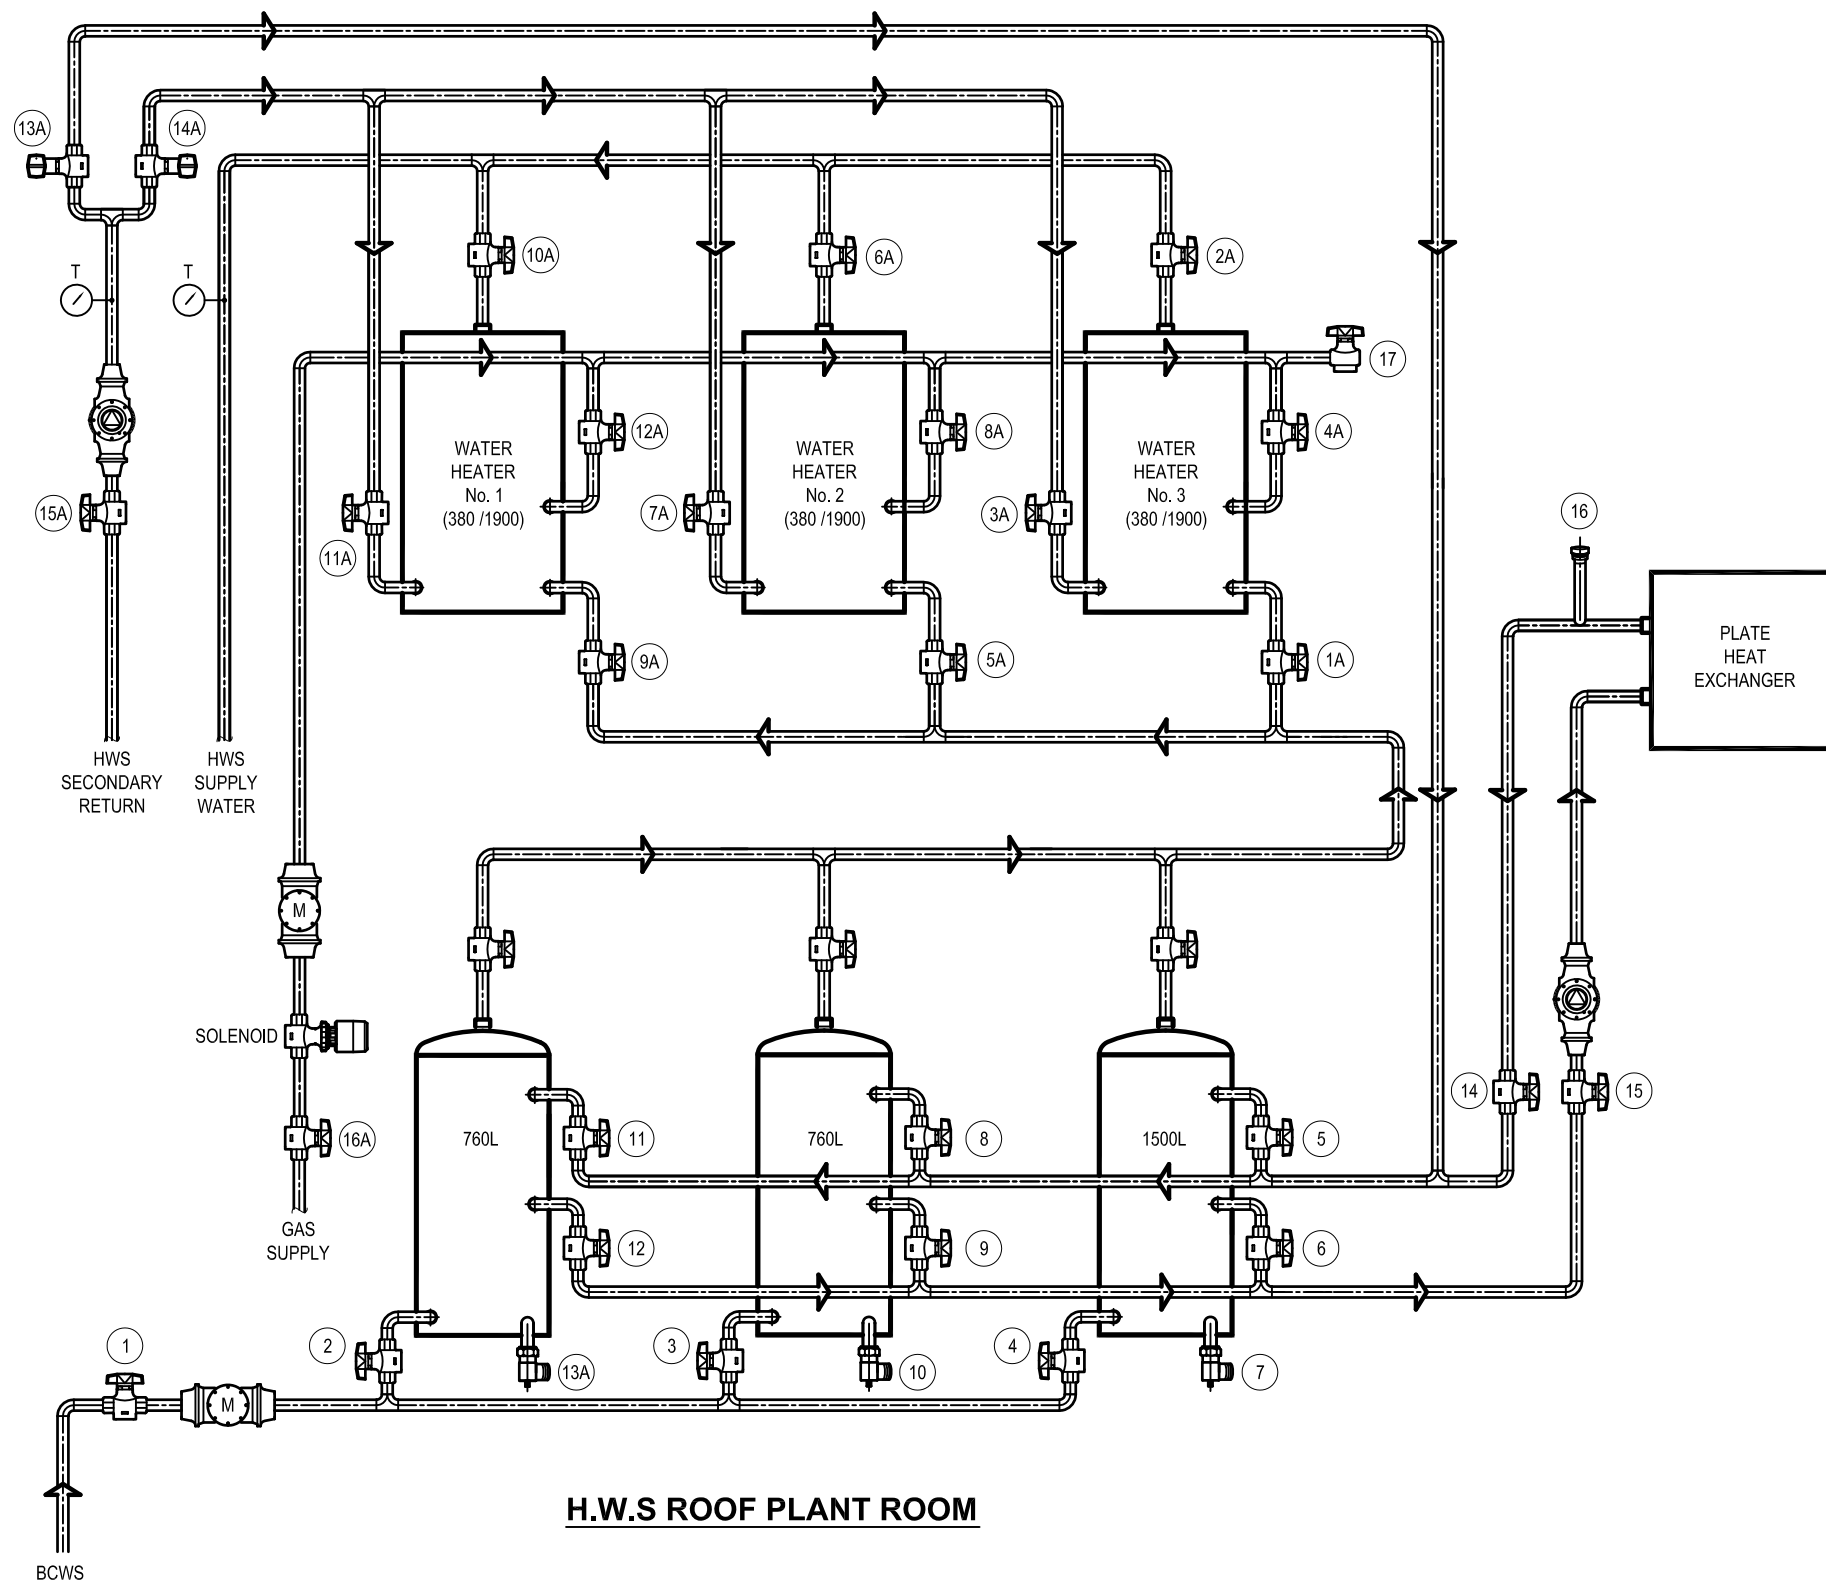 13A
14A
10A
6A
2A
T
T
17
12A
8A
4A
WATER
HEATER
No. 1
(380 /1900)
WATER
HEATER
No. 2
(380 /1900)
WATER
HEATER
No. 3
(380 /1900)
15A
11A
7A
3A
16
9A
5A
1A
PLATE
HEAT
EXCHANGER
HWS
SECONDARY
RETURN
HWS
SUPPLY
WATER
M
SOLENOID
16A
GAS
SUPPLY
760L
760L
1500L
11
8
5
14
15
12
9
6
1
2
3
4
13A
10
7
M
H.W.S ROOF PLANT ROOM
BCWS